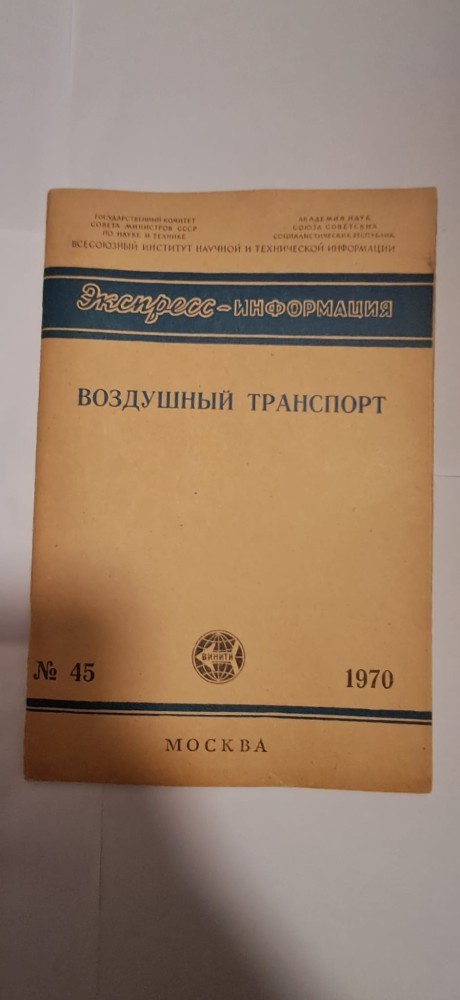 ГОСУДАРСТВЕННЫЙ КОМИТЕТ
СОВЕТА МИНИСТРОВ СССР
ПО НАУКЕ И ТЕХНИКЕ
АКАДЕМИЯ НАУК
СОЮЗА СОВЕТСКИХ
СОЦИАЛИСТИЧЕСКИХ РЕСПУБЛИК
ВСЕСОЮЗНЫЙ ИНСТИТУТ НАУЧНОЙ И ТЕХНИЧЕСКОЙ ИНФОРМАЦИИ
Экспресс-ИНФОРМАЦИЯ
ВОЗДУШНЫЙ ТРАНСПОРТ
ВИНИТИ
№ 45
1970
МОСКВА